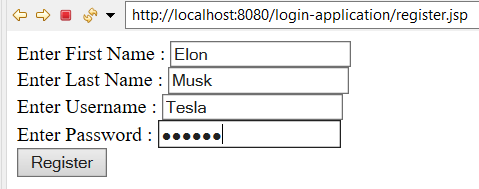 http://localhost:8080/login-application/register.jsp
Enter First Name : Elon
Enter Last Name : Musk
Enter Username : Tesla
Enter Password : ●●●●●●
Register